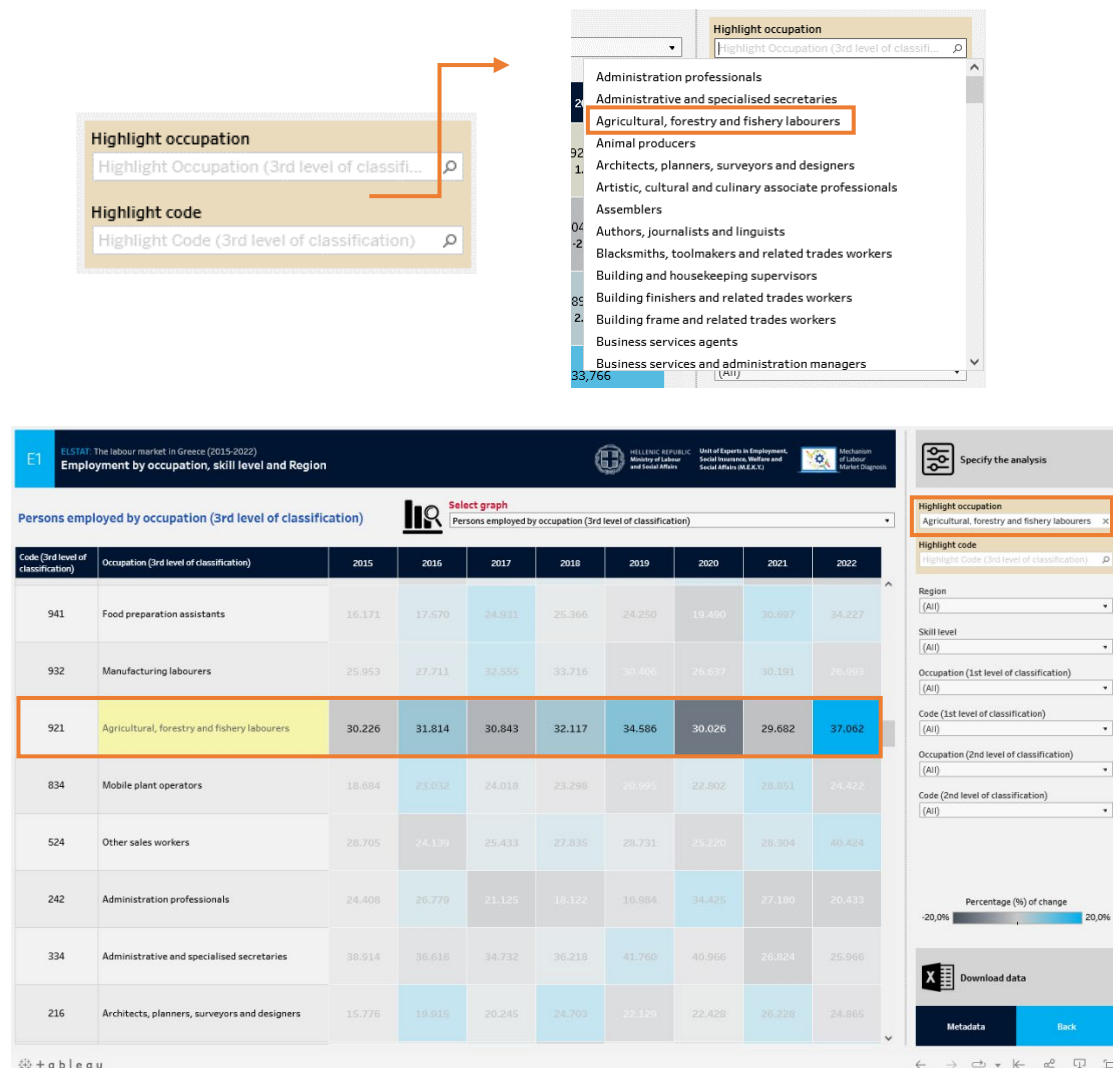 Highlight occupation
Highlight Occupation (3rd level of classifi...
Highlight code
Highlight Code (3rd level of classification)
Highlight occupation
Highlight Occupation (3rd level of classifi...
Administration professionals
Administrative and specialised secretaries
Agricultural, forestry and fishery labourers
Animal producers
Architects, planners, surveyors and designers
Artistic, cultural and culinary associate professionals
Assemblers
Authors, journalists and linguists
Blacksmiths, toolmakers and related trades workers
Building and housekeeping supervisors
Building finishers and related trades workers
Building frame and related trades workers
Business services agents
Business services and administration managers
33,766 (All)
E1
ELSTAT: The labour market in Greece (2015-2022)
Employment by occupation, skill level and Region
HELLENIC REPUBLIC
Ministry of Labour
and Social Affairs
Unit of Experts in Employment,
Social Insurance, Welfare and
Social Affairs (M.E.K.Y.)
Mechanism
of Labour
Market Diagnosis
Persons employed by occupation (3rd level of classification)
Select graph
Persons employed by occupation (3rd level of classification)
Code (3rd level of classification) Occupation (3rd level of classification) 2015 2016 2017 2018 2019 2020 2021 2022
941 Food preparation assistants 16.171 17.570 24.931 25.366 24.250 19.490 30.697 34.227
932 Manufacturing labourers 25.953 27.711 32.555 33.716 30.406 26.637 30.191 26.993
921 Agricultural, forestry and fishery labourers 30.226 31.814 30.843 32.117 34.586 30.026 29.682 37.062
834 Mobile plant operators 18.684 23.032 24.018 23.298 20.995 22.802 28.851 24.422
524 Other sales workers 28.705 24.139 25.433 27.835 28.731 25.220 28.304 40.424
242 Administration professionals 24.408 26.779 21.125 18.122 16.984 34.425 27.180 20.433
334 Administrative and specialised secretaries 38.914 36.616 34.732 36.218 41.760 40.966 26.824 25.966
216 Architects, planners, surveyors and designers 15.776 19.915 20.245 24.703 22.129 22.428 26.228 24.865
+ a b l e a u
Specify the analysis
Highlight occupation
Agricultural, forestry and fishery labourers
Highlight code
Highlight Code (3rd level of classification)
Region
(All)
Skill level
(All)
Occupation (1st level of classification)
(All)
Code (1st level of classification)
(All)
Occupation (2nd level of classification)
(All)
Code (2nd level of classification)
(All)
Percentage (%) of change
-20,0% 20,0%
Download data
Metadata Back